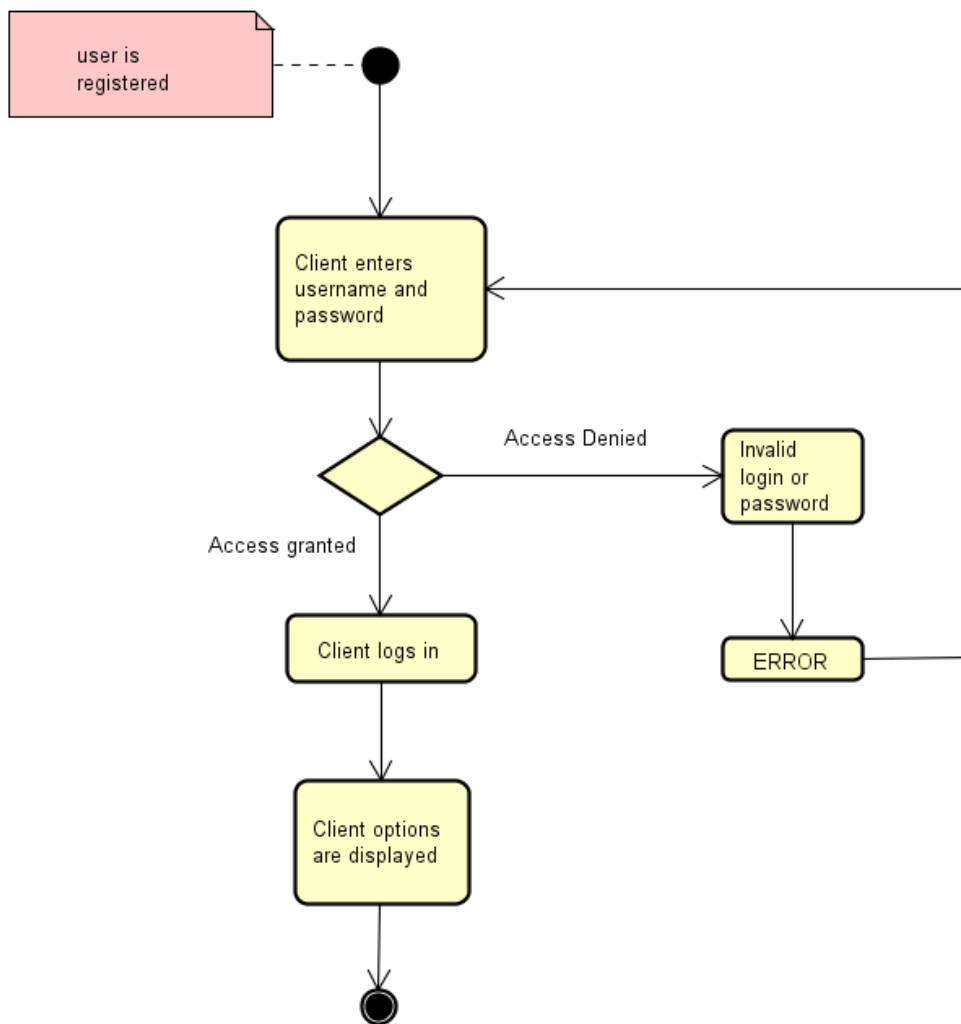 user is
registered
Client enters
username and
password
Access Denied
Invalid
login or
password
Access granted
Client logs in
ERROR
Client options
are displayed